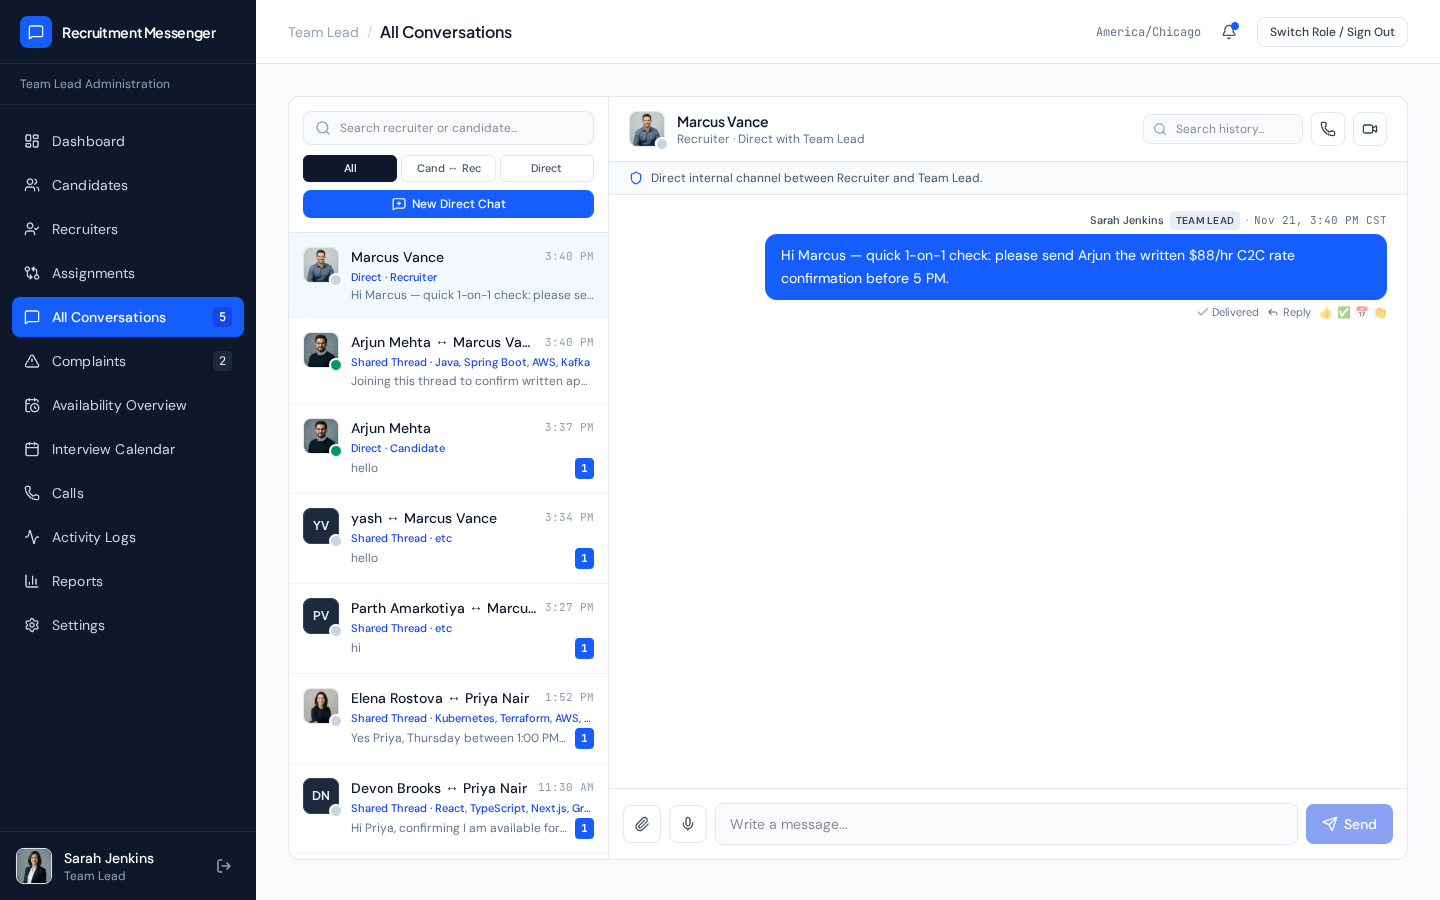 Recruitment Messenger
Team Lead Administration
Dashboard
Candidates
Recruiters
Assignments
All Conversations 5
Complaints 2
Availability Overview
Interview Calendar
Calls
Activity Logs
Reports
Settings
Sarah Jenkins
Team Lead
Team Lead / All Conversations
America/Chicago
Switch Role / Sign Out
Search recruiter or candidate...
All Cand ↔ Rec Direct
New Direct Chat
Marcus Vance 3:40 PM
Direct · Recruiter
Hi Marcus — quick 1-on-1 check: please se...
Arjun Mehta ↔ Marcus Va... 3:40 PM
Shared Thread · Java, Spring Boot, AWS, Kafka
Joining this thread to confirm written ap...
Arjun Mehta 3:37 PM
Direct · Candidate
hello 1
YV
yash ↔ Marcus Vance 3:34 PM
Shared Thread · etc
hello 1
PV
Parth Amarkotiya ↔ Marcu... 3:27 PM
Shared Thread · etc
hi 1
Elena Rostova ↔ Priya Nair 1:52 PM
Shared Thread · Kubernetes, Terraform, AWS, ...
Yes Priya, Thursday between 1:00 PM... 1
DN
Devon Brooks ↔ Priya Nair 11:30 AM
Shared Thread · React, TypeScript, Next.js, Gr...
Hi Priya, confirming I am available for... 1
Marcus Vance
Recruiter · Direct with Team Lead
Search history...
Direct internal channel between Recruiter and Team Lead.
Sarah Jenkins TEAM LEAD · Nov 21, 3:40 PM CST
Hi Marcus — quick 1-on-1 check: please send Arjun the written $88/hr C2C rate
confirmation before 5 PM.
Delivered Reply 👍 ✅ 📅 👏
Write a message...
Send